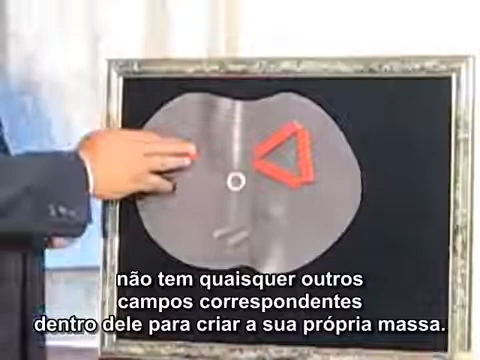 não tem quaisquer outros
campos correspondentes
dentro dele para criar a sua própria massa.